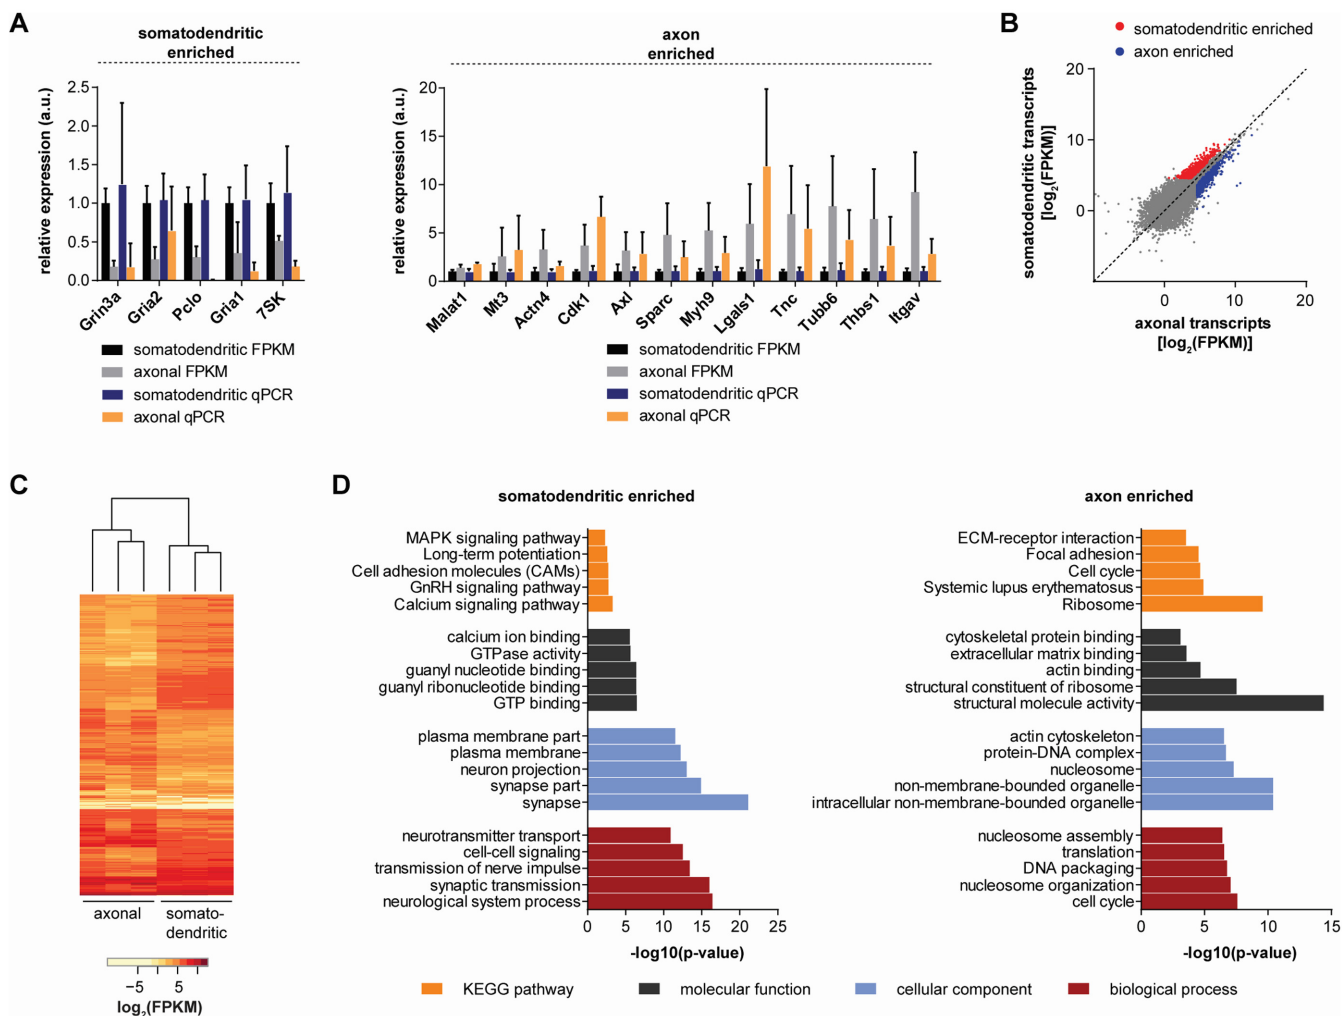 A
somatodendritic
enriched
axon
enriched
relative expression (a.u.)
2.5
2.0
1.5
1.0
0.5
0.0
Grin3a
Gria2
Pclo
Gria1
7SK
somatodendritic FPKM
axonal FPKM
somatodendritic qPCR
axonal qPCR
relative expression (a.u.)
20
15
10
5
0
Malat1
Mt3
Actn4
Cdk1
Axl
Sparc
Myh9
Lgals1
Tnc
Tubb6
Thbs1
Itgav
somatodendritic FPKM
axonal FPKM
somatodendritic qPCR
axonal qPCR
B
somatodendritic enriched
axon enriched
somatodendritic transcripts
[log2(FPKM)]
20
10
0
0
10
20
axonal transcripts
[log2(FPKM)]
C
axonal
somato-
dendritic
−5
5
log2(FPKM)
D
somatodendritic enriched
MAPK signaling pathway
Long-term potentiation
Cell adhesion molecules (CAMs)
GnRH signaling pathway
Calcium signaling pathway
calcium ion binding
GTPase activity
guanyl nucleotide binding
guanyl ribonucleotide binding
GTP binding
plasma membrane part
plasma membrane
neuron projection
synapse part
synapse
neurotransmitter transport
cell-cell signaling
transmission of nerve impulse
synaptic transmission
neurological system process
0 5 10 15 20 25
-log10(p-value)
axon enriched
ECM-receptor interaction
Focal adhesion
Cell cycle
Systemic lupus erythematosus
Ribosome
cytoskeletal protein binding
extracellular matrix binding
actin binding
structural constituent of ribosome
structural molecule activity
actin cytoskeleton
protein-DNA complex
nucleosome
non-membrane-bounded organelle
intracellular non-membrane-bounded organelle
nucleosome assembly
translation
DNA packaging
nucleosome organization
cell cycle
0 5 10 15
-log10(p-value)
KEGG pathway
molecular function
cellular component
biological process